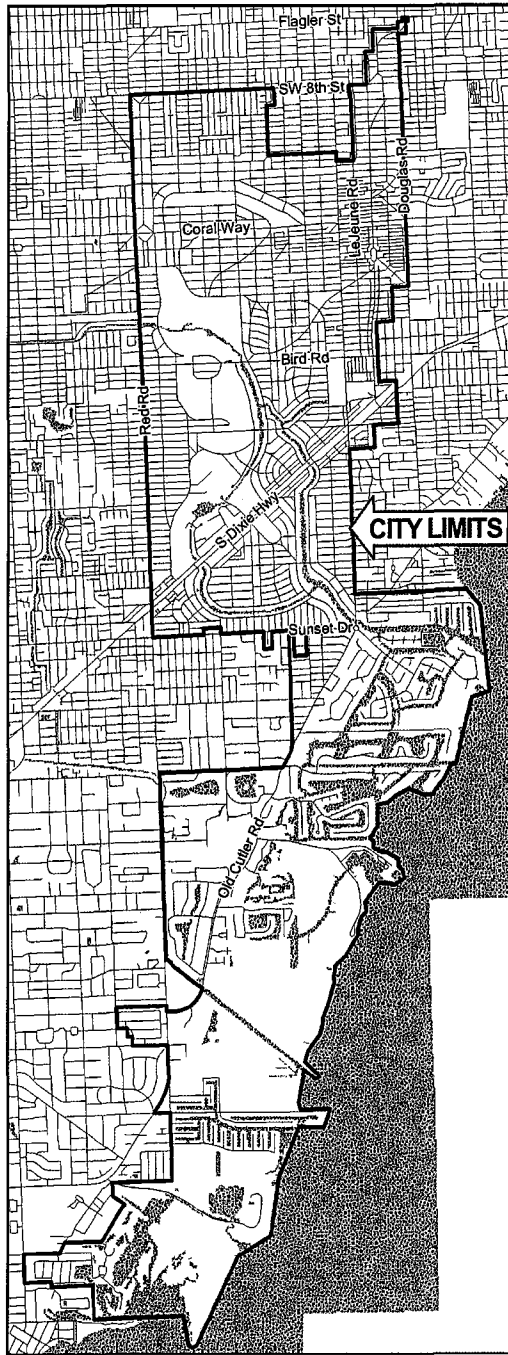 Flagler St
SW 8th St
Douglas Rd
LeJeune Rd
Coral Way
Bird Rd
Red Rd
S Dixie Hwy
CITY LIMITS
Sunset Dr
Old Cutler Rd